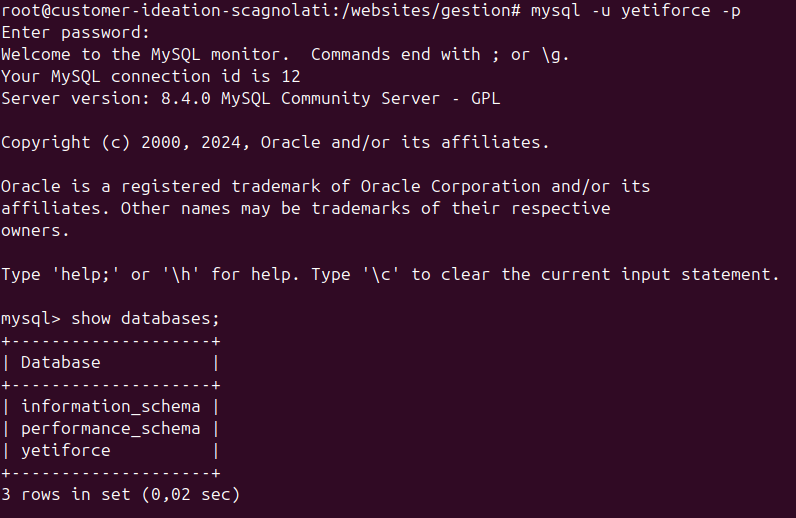 root@customer-ideation-scagnolati:/websites/gestion# mysql -u yetiforce -p
Enter password:
Welcome to the MySQL monitor.  Commands end with ; or \g.
Your MySQL connection id is 12
Server version: 8.4.0 MySQL Community Server - GPL

Copyright (c) 2000, 2024, Oracle and/or its affiliates.

Oracle is a registered trademark of Oracle Corporation and/or its
affiliates. Other names may be trademarks of their respective
owners.

Type 'help;' or '\h' for help. Type '\c' to clear the current input statement.

mysql> show databases;
+--------------------+
| Database           |
+--------------------+
| information_schema |
| performance_schema |
| yetiforce          |
+--------------------+
3 rows in set (0,02 sec)